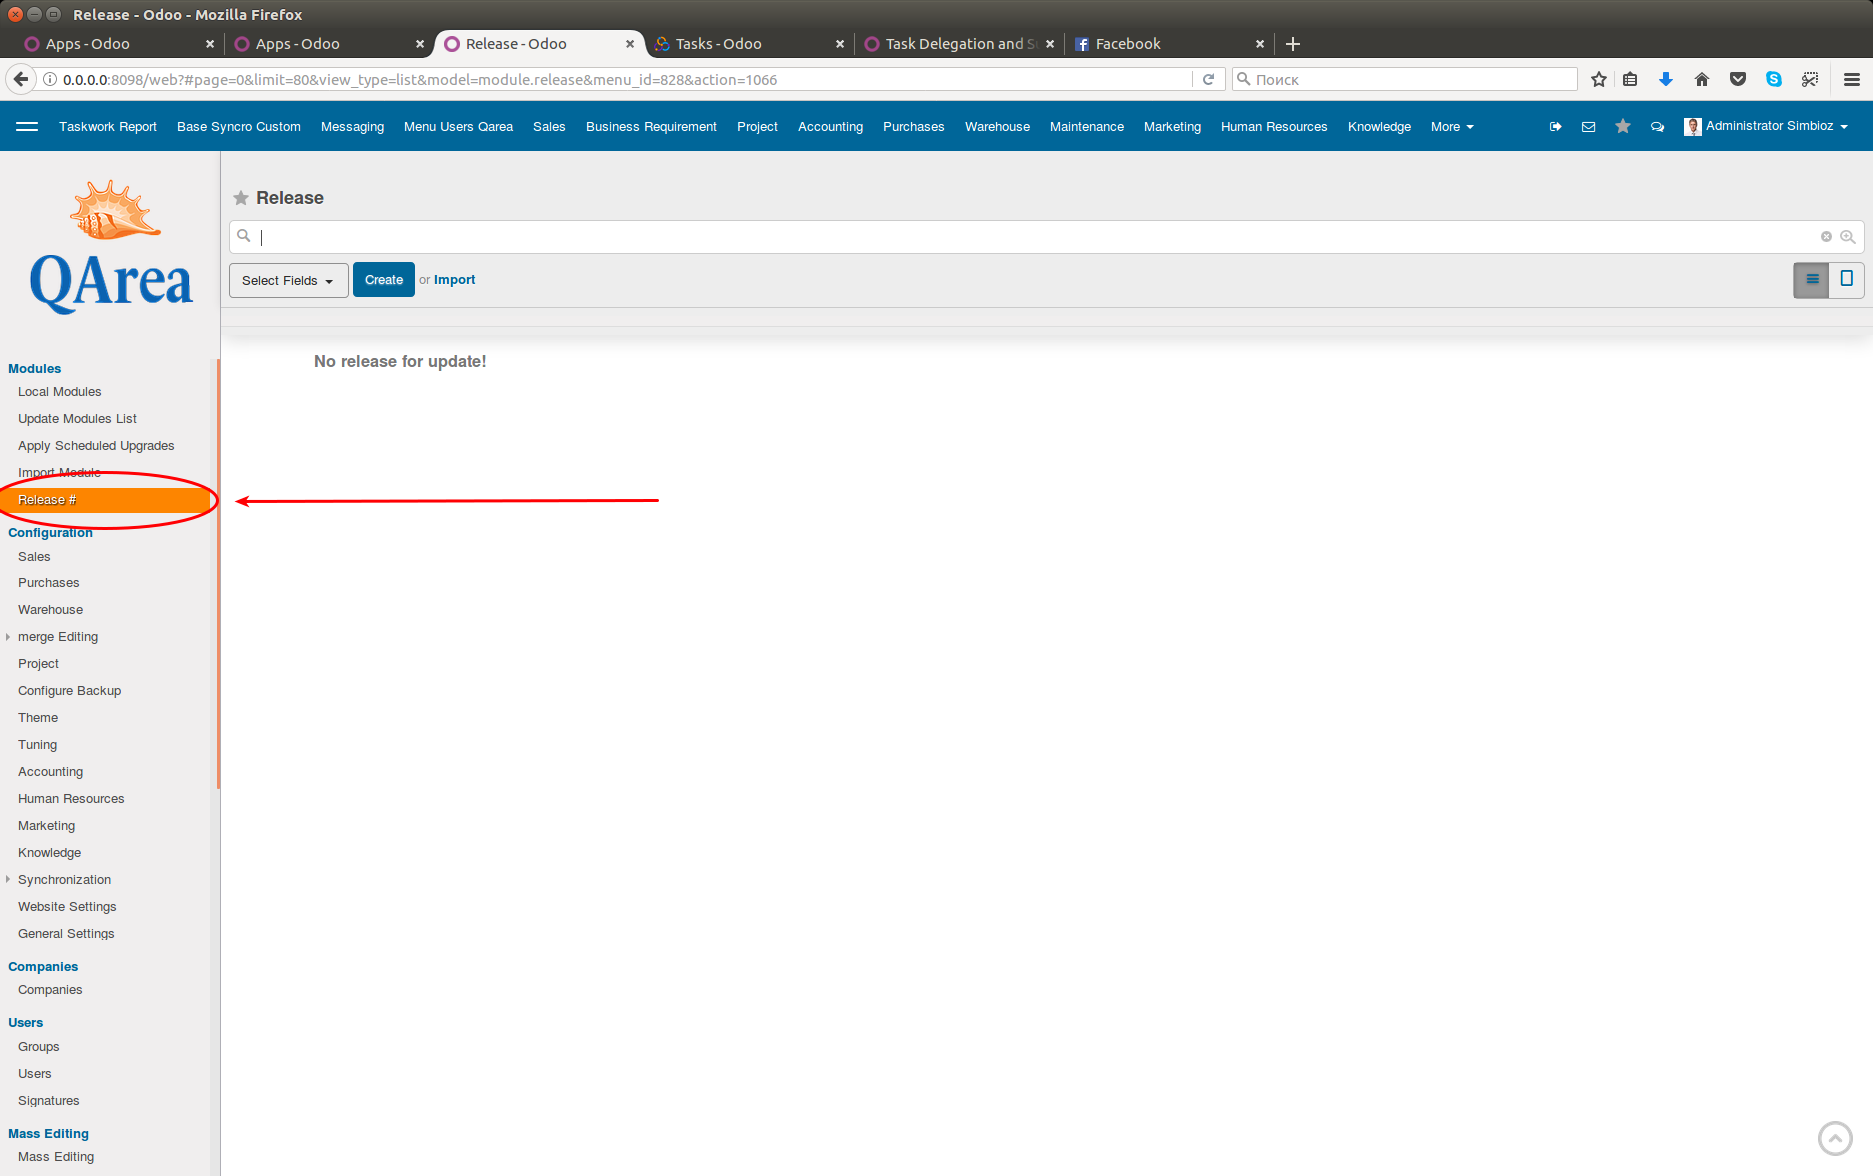 Release - Odoo - Mozilla Firefox
Apps - Odoo
Apps - Odoo
Release - Odoo
Tasks - Odoo
Task Delegation and
Facebook
0.0.0.0:8098/web?#page=0&limit=80&view_type=list&model=module.release&menu_id=828&action=1066
Поиск
Taskwork Report Base Syncro Custom Messaging Menu Users Qarea Sales Business Requirement Project Accounting Purchases Warehouse Maintenance Marketing Human Resources Knowledge More
Administrator Simbioz
QArea
Modules
Local Modules
Update Modules List
Apply Scheduled Upgrades
Import Module
Release #
Configuration
Sales
Purchases
Warehouse
merge Editing
Project
Configure Backup
Theme
Tuning
Accounting
Human Resources
Marketing
Knowledge
Synchronization
Website Settings
General Settings
Companies
Companies
Users
Groups
Users
Signatures
Mass Editing
Mass Editing
Release
Select Fields
Create or Import
No release for update!